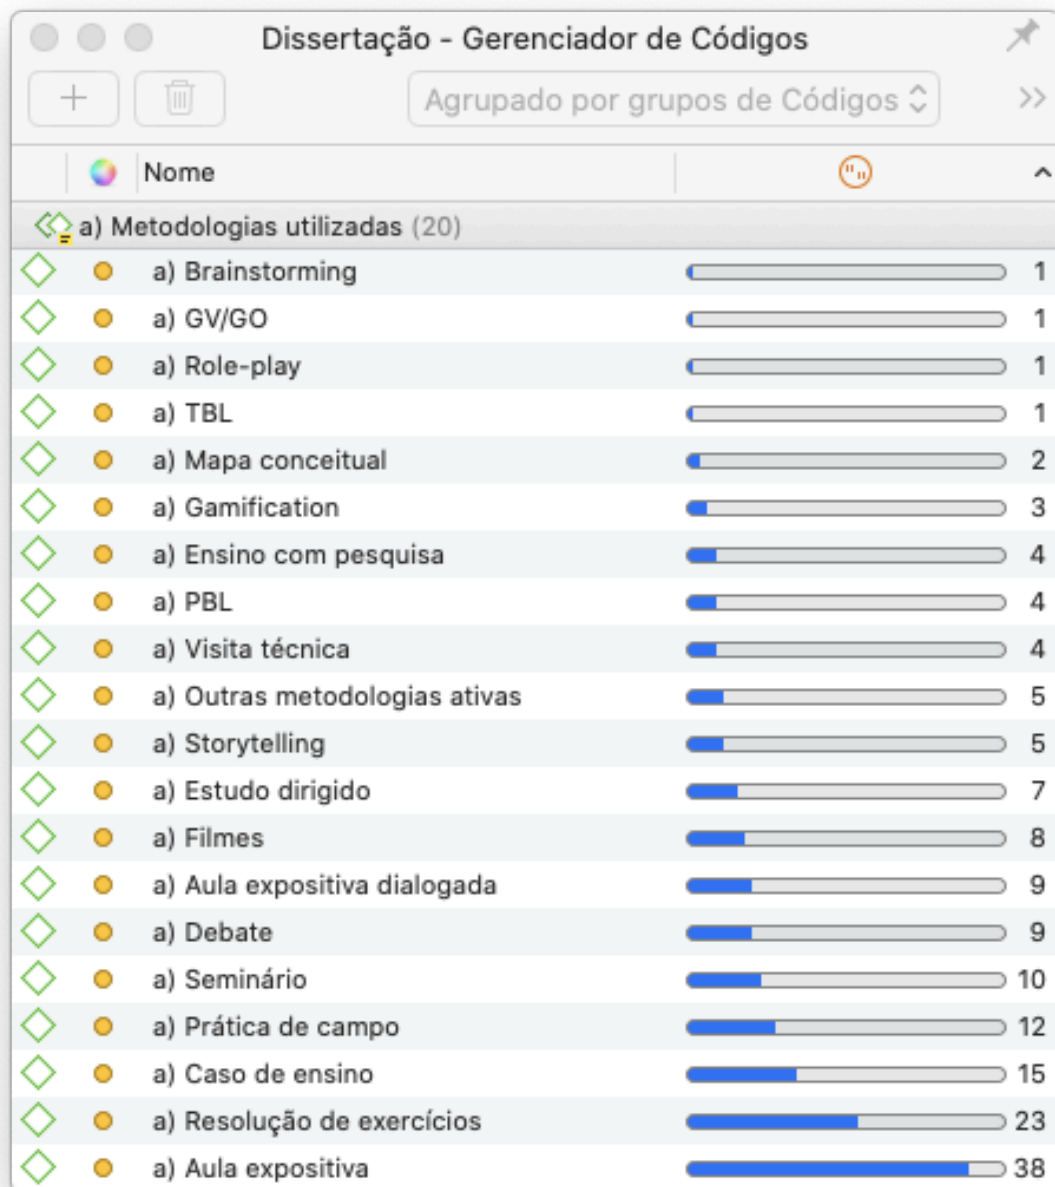 Dissertação - Gerenciador de Códigos
Agrupado por grupos de Códigos
Nome
a) Metodologias utilizadas (20)
a) Brainstorming 1
a) GV/GO 1
a) Role-play 1
a) TBL 1
a) Mapa conceitual 2
a) Gamification 3
a) Ensino com pesquisa 4
a) PBL 4
a) Visita técnica 4
a) Outras metodologias ativas 5
a) Storytelling 5
a) Estudo dirigido 7
a) Filmes 8
a) Aula expositiva dialogada 9
a) Debate 9
a) Seminário 10
a) Prática de campo 12
a) Caso de ensino 15
a) Resolução de exercícios 23
a) Aula expositiva 38